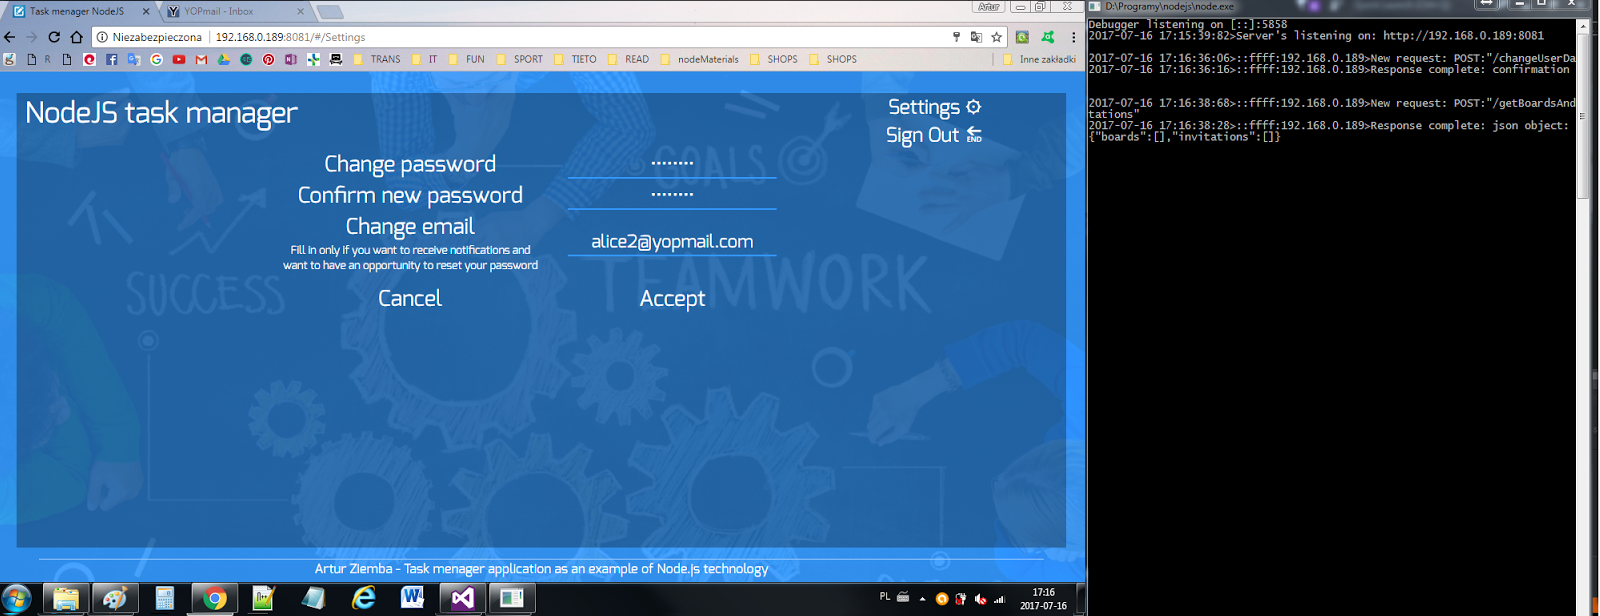 Task menager NodeJS
YOPmail - Inbox
Artur
Niezabezpieczona | 192.168.0.189:8081/#/Settings
R
TRANS
IT
FUN
SPORT
TIETO
READ
nodeMaterials
SHOPS
SHOPS
Inne zakładki
NodeJS task manager
Settings
Sign Out
END
Change password
••••••••
Confirm new password
••••••••
Change email
Fill in only if you want to receive notifications and
want to have an opportunity to reset your password
alice2@yopmail.com
Cancel
Accept
GOALS
SUCCESS
TEAMWORK
Artur Ziemba - Task menager application as an example of Node.js technology
D:\Programy\nodejs\node.exe
Debugger listening on [::]:5858
2017-07-16 17:15:39:82>Server's listening on: http://192.168.0.189:8081
2017-07-16 17:16:36:06>::ffff:192.168.0.189>New request: POST:"/changeUserDa
2017-07-16 17:16:36:16>::ffff:192.168.0.189>Response complete: confirmation
2017-07-16 17:16:38:68>::ffff:192.168.0.189>New request: POST:"/getBoardsAnd
tations"
2017-07-16 17:16:38:28>::ffff:192.168.0.189>Response complete: json object:
{"boards":[],"invitations":[]}
PL
17:16
2017-07-16